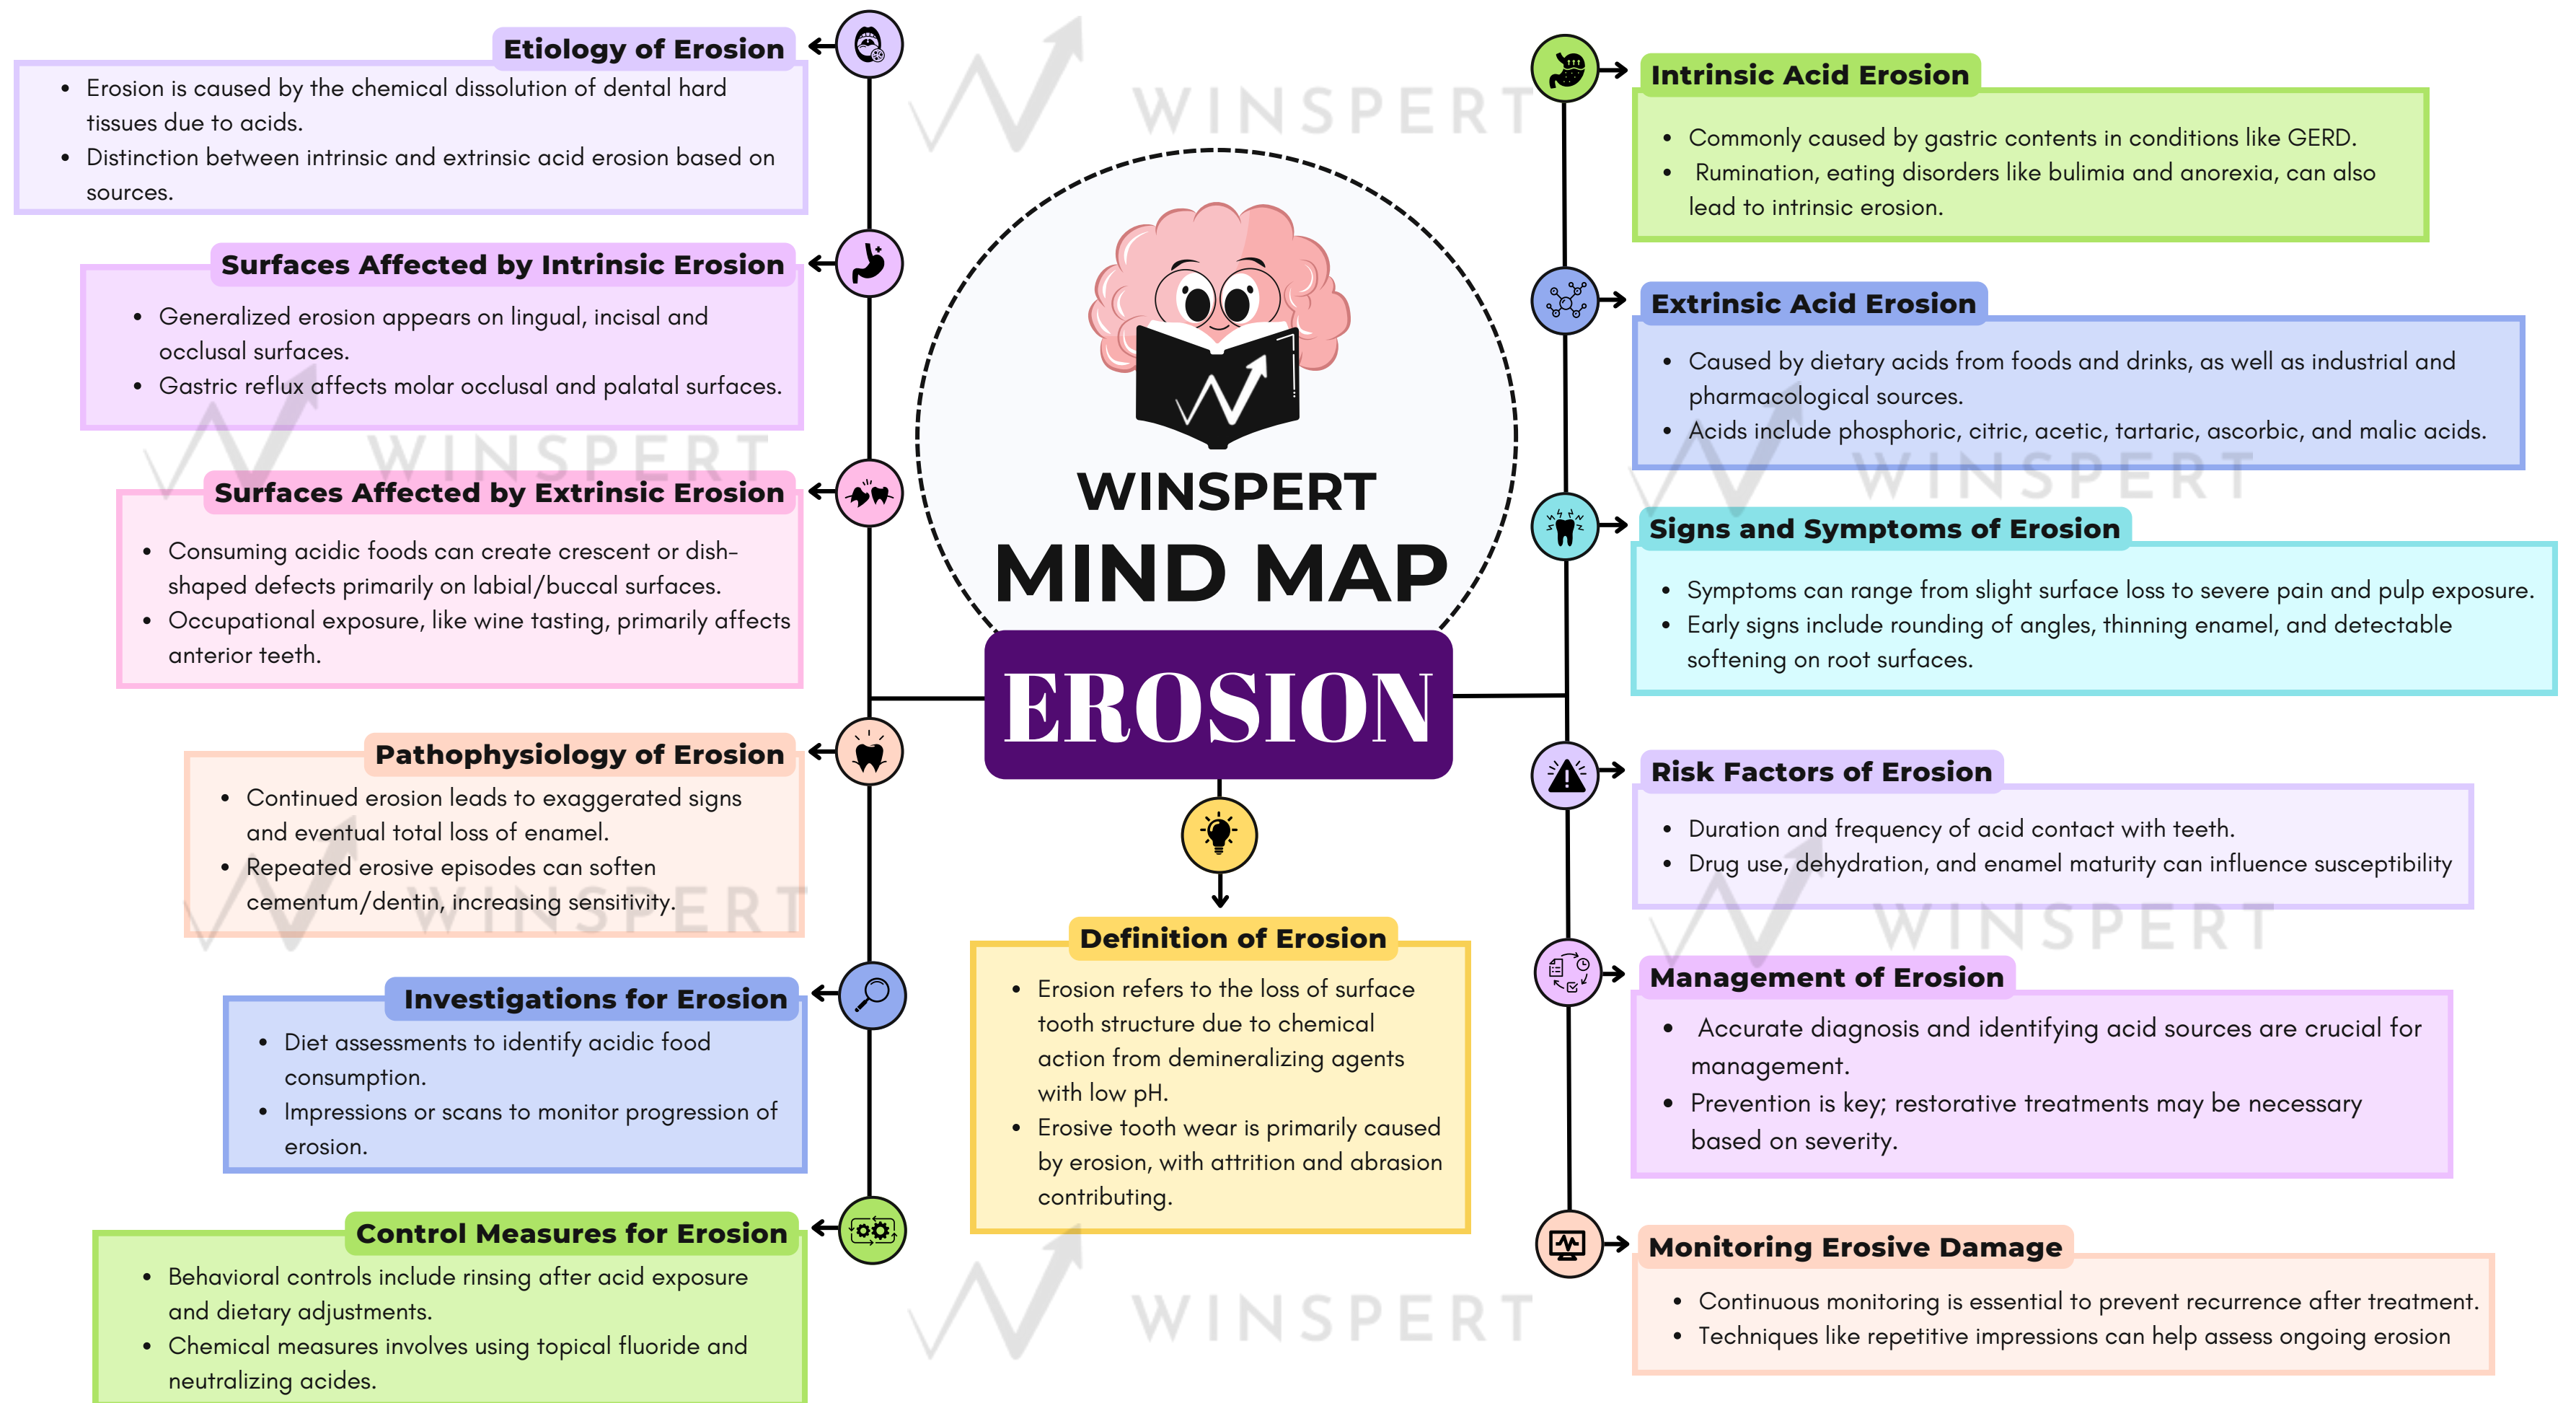 Etiology of Erosion
• Erosion is caused by the chemical dissolution of dental hard
tissues due to acids.
• Distinction between intrinsic and extrinsic acid erosion based on
sources.
Surfaces Affected by Intrinsic Erosion
• Generalized erosion appears on lingual, incisal and
occlusal surfaces.
• Gastric reflux affects molar occlusal and palatal surfaces.
Surfaces Affected by Extrinsic Erosion
• Consuming acidic foods can create crescent or dish-
shaped defects primarily on labial/buccal surfaces.
• Occupational exposure, like wine tasting, primarily affects
anterior teeth.
Pathophysiology of Erosion
• Continued erosion leads to exaggerated signs
and eventual total loss of enamel.
• Repeated erosive episodes can soften
cementum/dentin, increasing sensitivity.
Investigations for Erosion
• Diet assessments to identify acidic food
consumption.
• Impressions or scans to monitor progression of
erosion.
Control Measures for Erosion
• Behavioral controls include rinsing after acid exposure
and dietary adjustments.
• Chemical measures involves using topical fluoride and
neutralizing acides.
WINSPERT
MIND MAP
EROSION
Definition of Erosion
• Erosion refers to the loss of surface
tooth structure due to chemical
action from demineralizing agents
with low pH.
• Erosive tooth wear is primarily caused
by erosion, with attrition and abrasion
contributing.
Intrinsic Acid Erosion
• Commonly caused by gastric contents in conditions like GERD.
• Rumination, eating disorders like bulimia and anorexia, can also
lead to intrinsic erosion.
Extrinsic Acid Erosion
• Caused by dietary acids from foods and drinks, as well as industrial and
pharmacological sources.
• Acids include phosphoric, citric, acetic, tartaric, ascorbic, and malic acids.
Signs and Symptoms of Erosion
• Symptoms can range from slight surface loss to severe pain and pulp exposure.
• Early signs include rounding of angles, thinning enamel, and detectable
softening on root surfaces.
Risk Factors of Erosion
• Duration and frequency of acid contact with teeth.
• Drug use, dehydration, and enamel maturity can influence susceptibility
Management of Erosion
• Accurate diagnosis and identifying acid sources are crucial for
management.
• Prevention is key; restorative treatments may be necessary
based on severity.
Monitoring Erosive Damage
• Continuous monitoring is essential to prevent recurrence after treatment.
• Techniques like repetitive impressions can help assess ongoing erosion
WINSPERT
WINSPERT
WINSPERT
WINSPERT
WINSPERT
WINSPERT